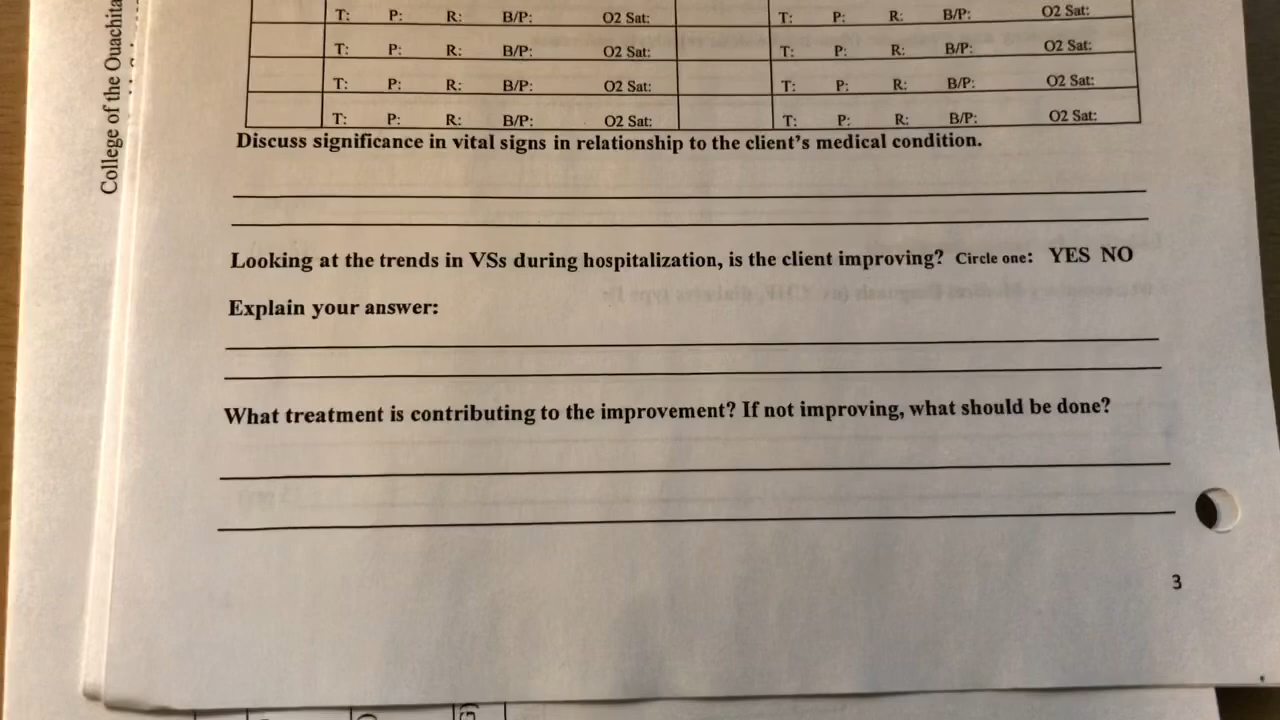 College of the Ouachita
T: P: R: B/P: O2 Sat: T: P: R: B/P: O2 Sat:
T: P: R: B/P: O2 Sat: T: P: R: B/P: O2 Sat:
T: P: R: B/P: O2 Sat: T: P: R: B/P: O2 Sat:
T: P: R: B/P: O2 Sat: T: P: R: B/P: O2 Sat:
Discuss significance in vital signs in relationship to the client's medical condition.
Looking at the trends in VSs during hospitalization, is the client improving? Circle one: YES NO
Explain your answer:
What treatment is contributing to the improvement? If not improving, what should be done?
3